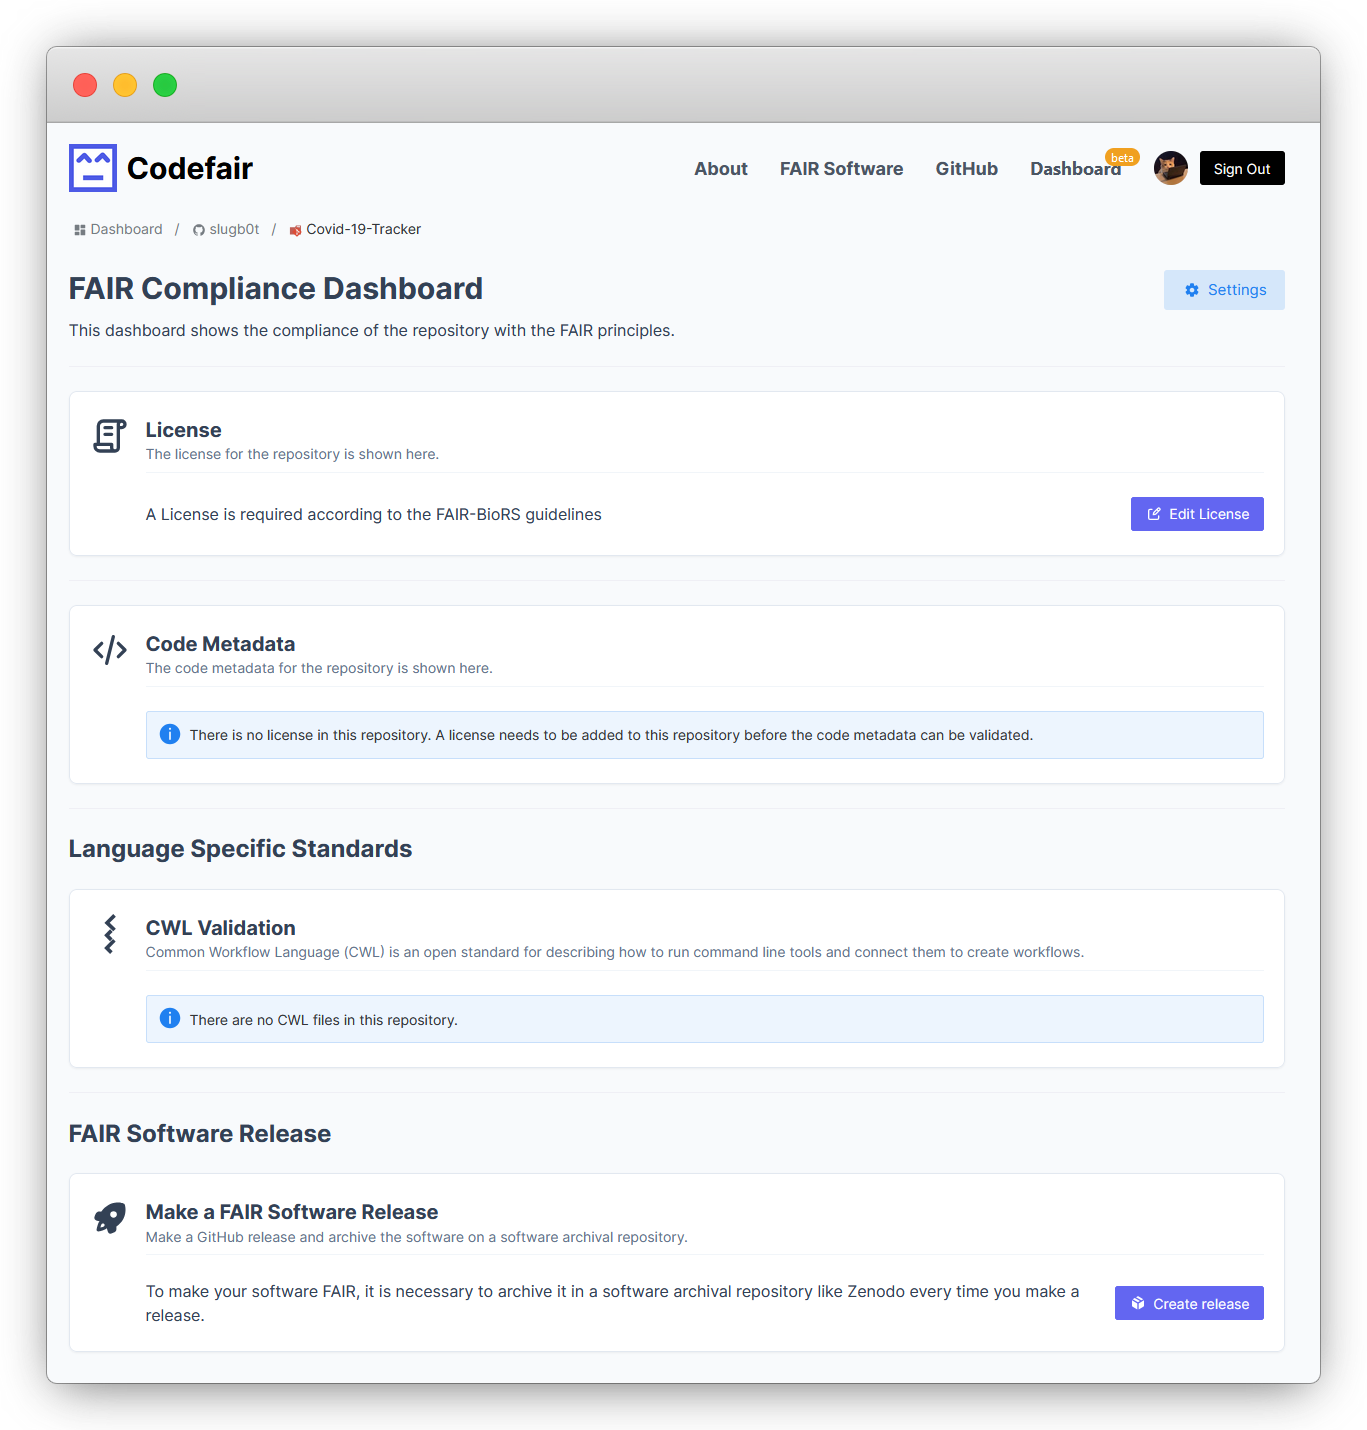 Codefair
About
FAIR Software
GitHub
Dashboard
beta
Sign Out
Dashboard / slugb0t / Covid-19-Tracker
FAIR Compliance Dashboard
Settings
This dashboard shows the compliance of the repository with the FAIR principles.
License
The license for the repository is shown here.
A License is required according to the FAIR-BioRS guidelines
Edit License
Code Metadata
The code metadata for the repository is shown here.
There is no license in this repository. A license needs to be added to this repository before the code metadata can be validated.
Language Specific Standards
CWL Validation
Common Workflow Language (CWL) is an open standard for describing how to run command line tools and connect them to create workflows.
There are no CWL files in this repository.
FAIR Software Release
Make a FAIR Software Release
Make a GitHub release and archive the software on a software archival repository.
To make your software FAIR, it is necessary to archive it in a software archival repository like Zenodo every time you make a
release.
Create release